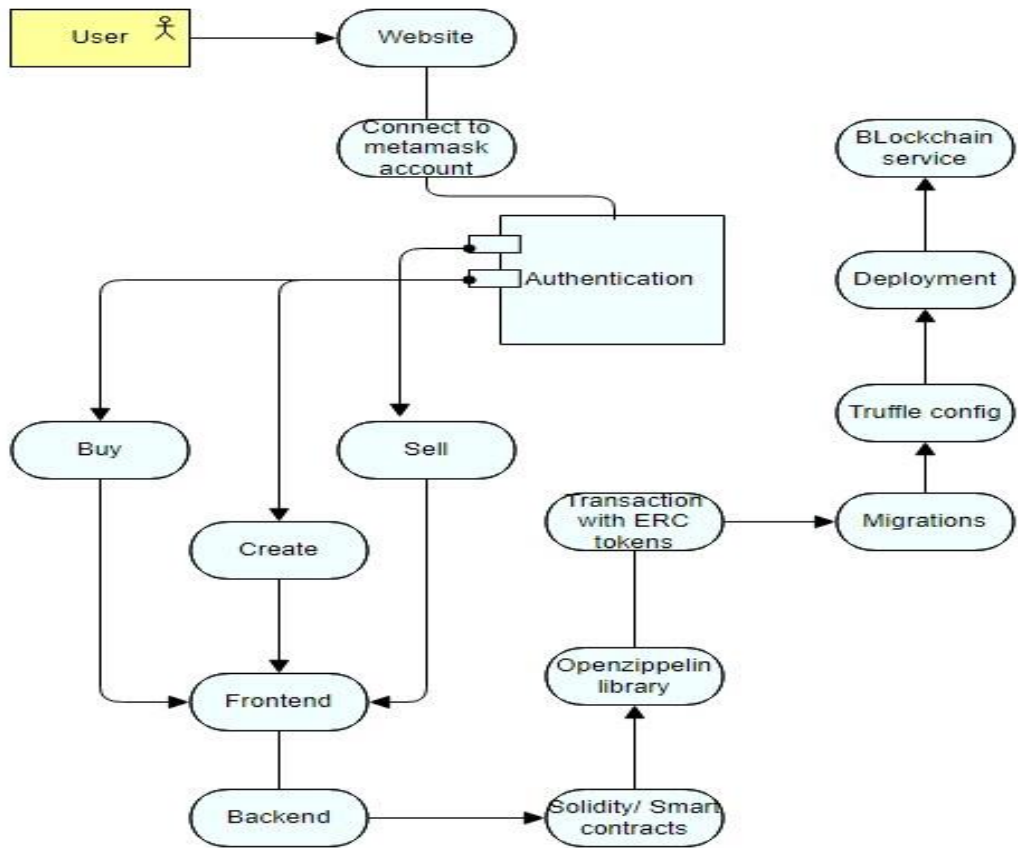 User
Website
Connect to
metamask
account
BLockchain
service
Authentication
Deployment
Truffle config
Buy
Sell
Transaction
with ERC
tokens
Migrations
Create
Openzippelin
library
Frontend
Backend
Solidity/ Smart
contracts